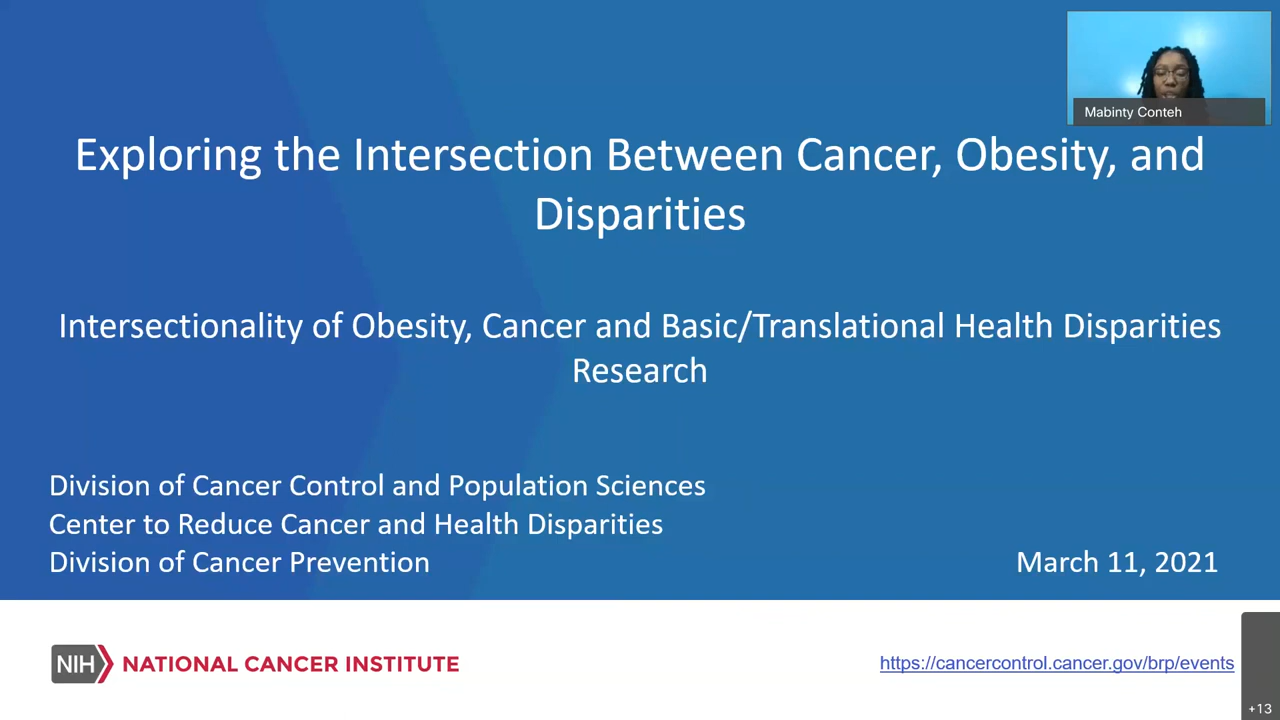 Mabinty Conteh
Exploring the Intersection Between Cancer, Obesity, and
Disparities
Intersectionality of Obesity, Cancer and Basic/Translational Health Disparities
Research
Division of Cancer Control and Population Sciences
Center to Reduce Cancer and Health Disparities
Division of Cancer Prevention
March 11, 2021
NIH NATIONAL CANCER INSTITUTE
https://cancercontrol.cancer.gov/brp/events
+13